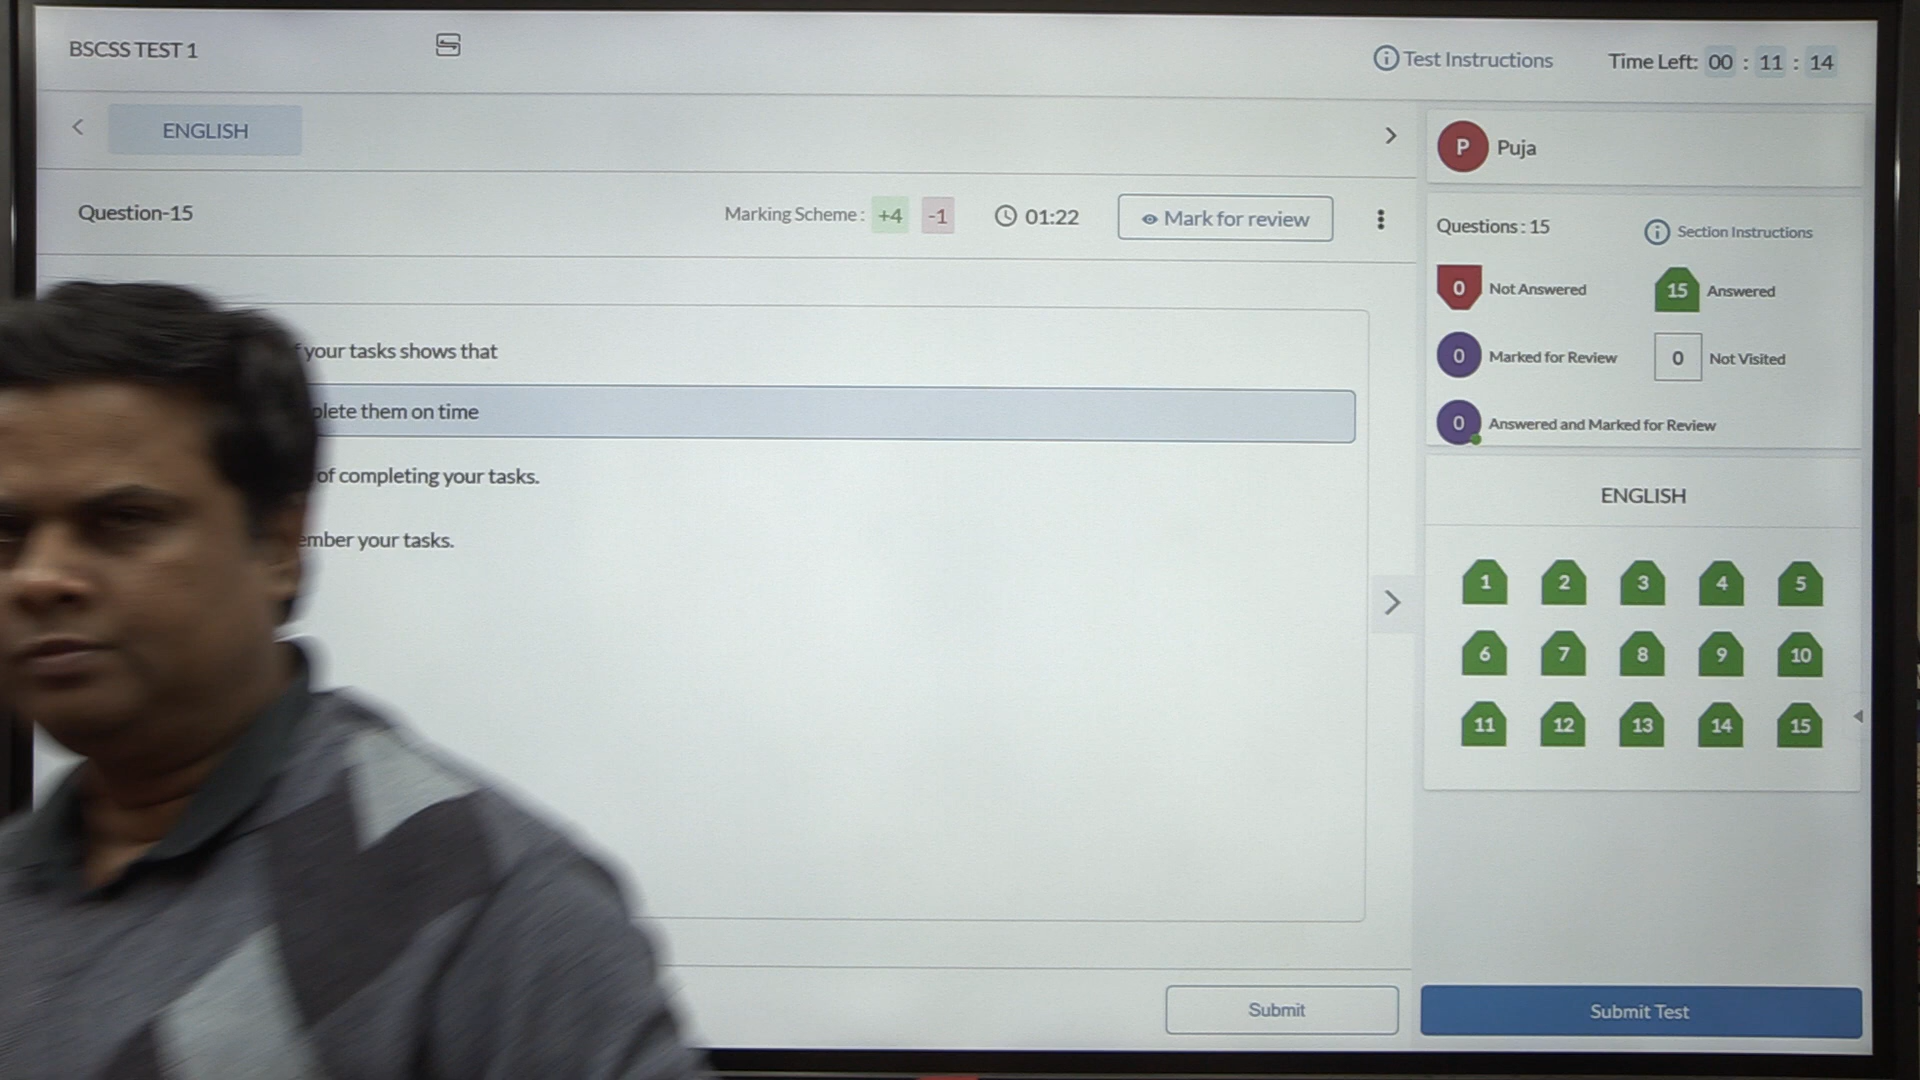 BSCSS TEST 1
Test Instructions
Time Left: 00 : 11 : 14
ENGLISH
P Puja
Question-15
Marking Scheme : +4 -1
01:22
Mark for review
your tasks shows that
them on time
of completing your tasks.
your tasks.
Questions : 15
Section Instructions
0 Not Answered
15 Answered
0 Marked for Review
0 Not Visited
0 Answered and Marked for Review
ENGLISH
1 2 3 4 5
6 7 8 9 10
11 12 13 14 15
Submit
Submit Test